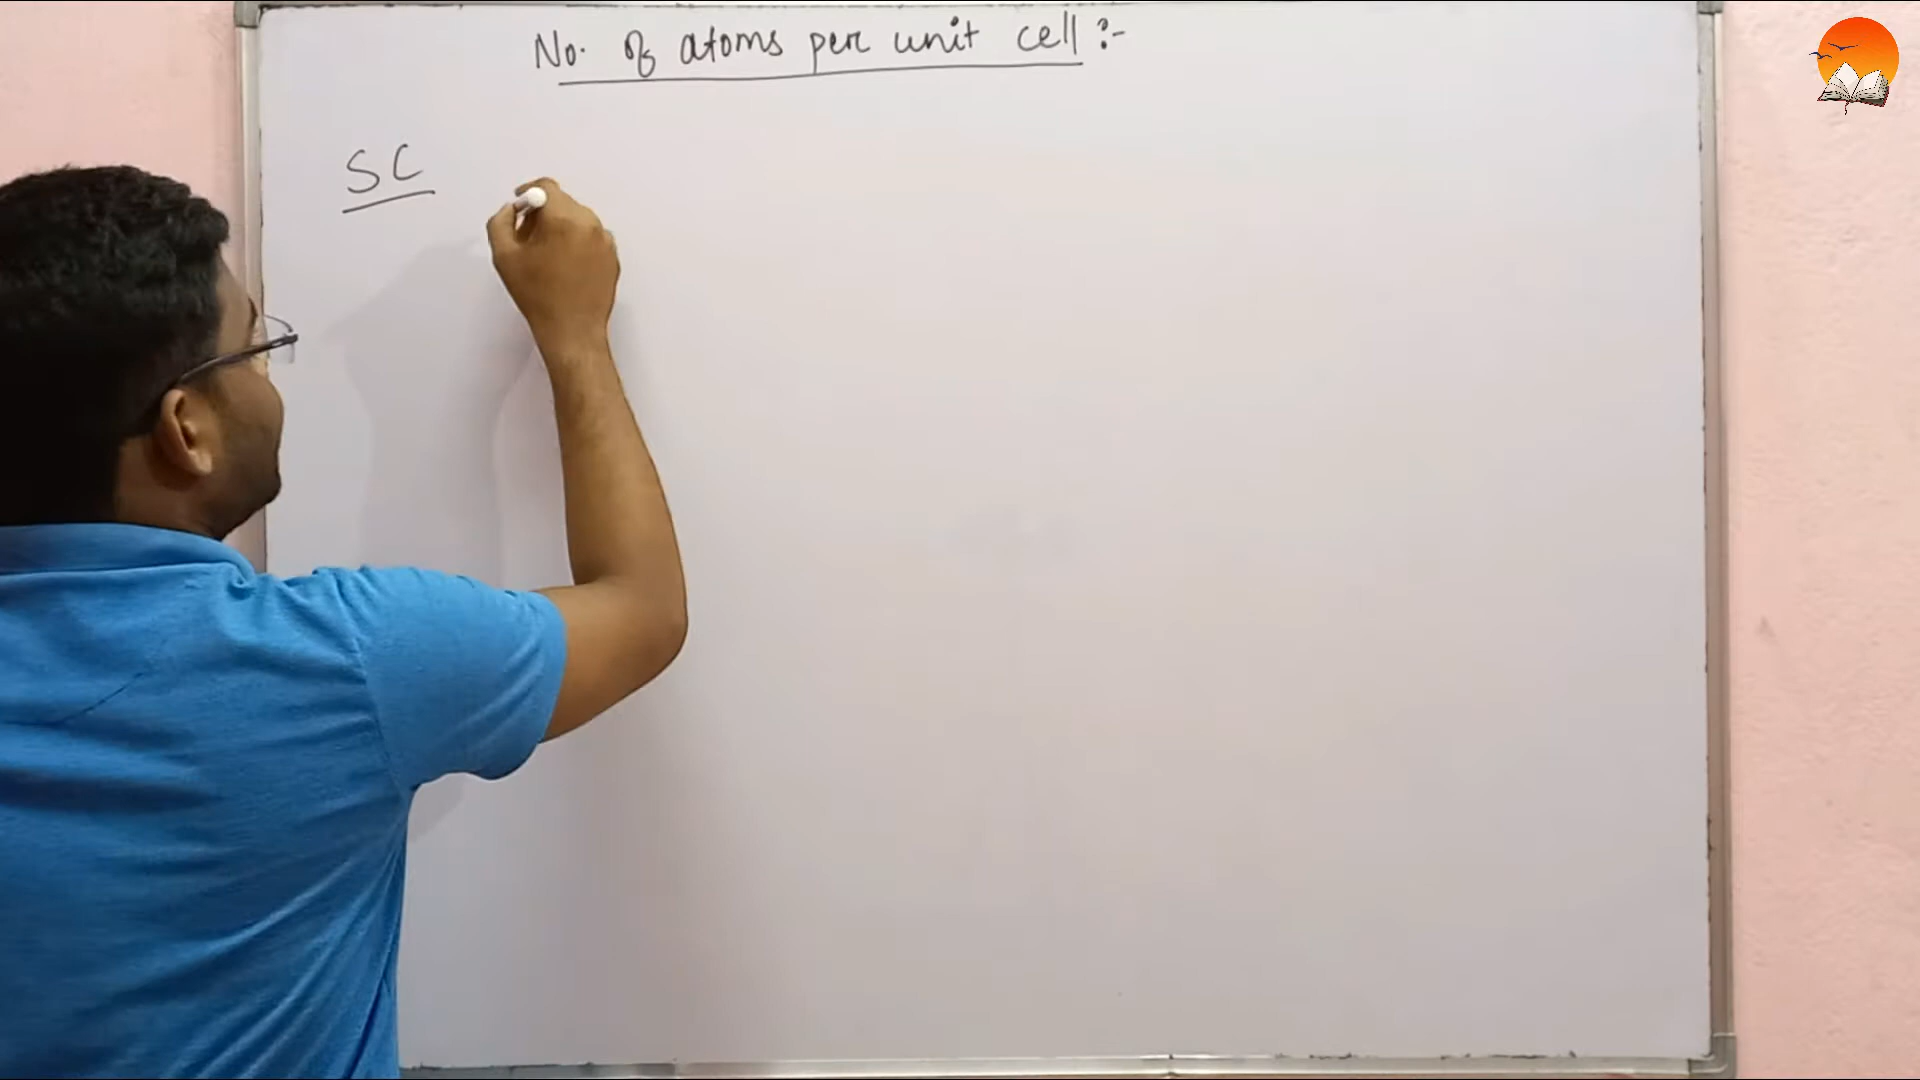 No. of atoms per unit cell :-
SC